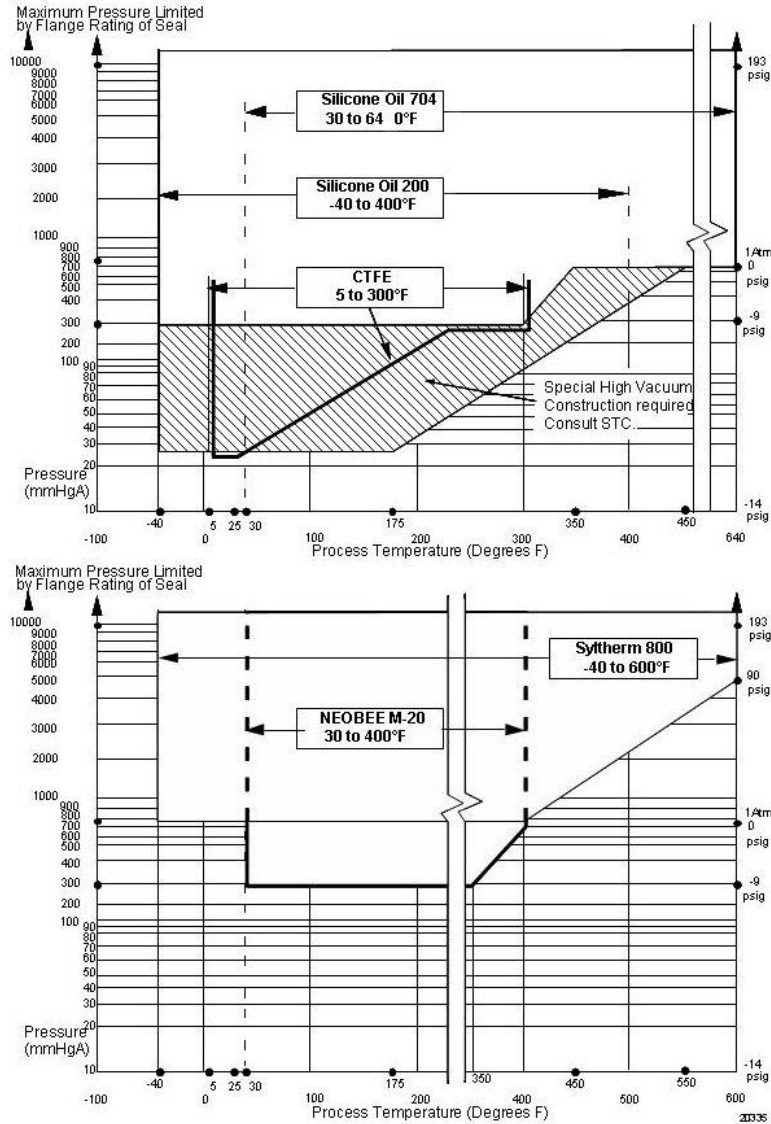 Maximum Pressure Limited
by Flange Rating of Seal
10000
9000
8000
7000
6000
5000
4000
3000
2000
1000
900
800
700
600
500
400
300
200
100
90
80
70
60
50
40
30
20
10
Pressure
(mmHgA)
Silicone Oil 704
30 to 64 0°F
Silicone Oil 200
-40 to 400°F
CTFE
5 to 300°F
Special High Vacuum
Construction required
Consult STC.
193
psig
1Atm
0
psig
-9
psig
-14
psig
-40
5
25
30
175
350
450
-100
0
100
200
300
400
600
640
Process Temperature (Degrees F)
Maximum Pressure Limited
by Flange Rating of Seal
10000
9000
8000
7000
6000
5000
4000
3000
2000
1000
900
800
700
600
500
400
300
200
100
90
80
70
60
50
40
30
20
10
Pressure
(mmHgA)
Syltherm 800
-40 to 600°F
NEOBEE M-20
30 to 400°F
193
psig
90
psig
1Atm
0
psig
-9
psig
-14
psig
-40
5
25
30
175
350
450
550
-100
0
100
200
400
500
600
Process Temperature (Degrees F)